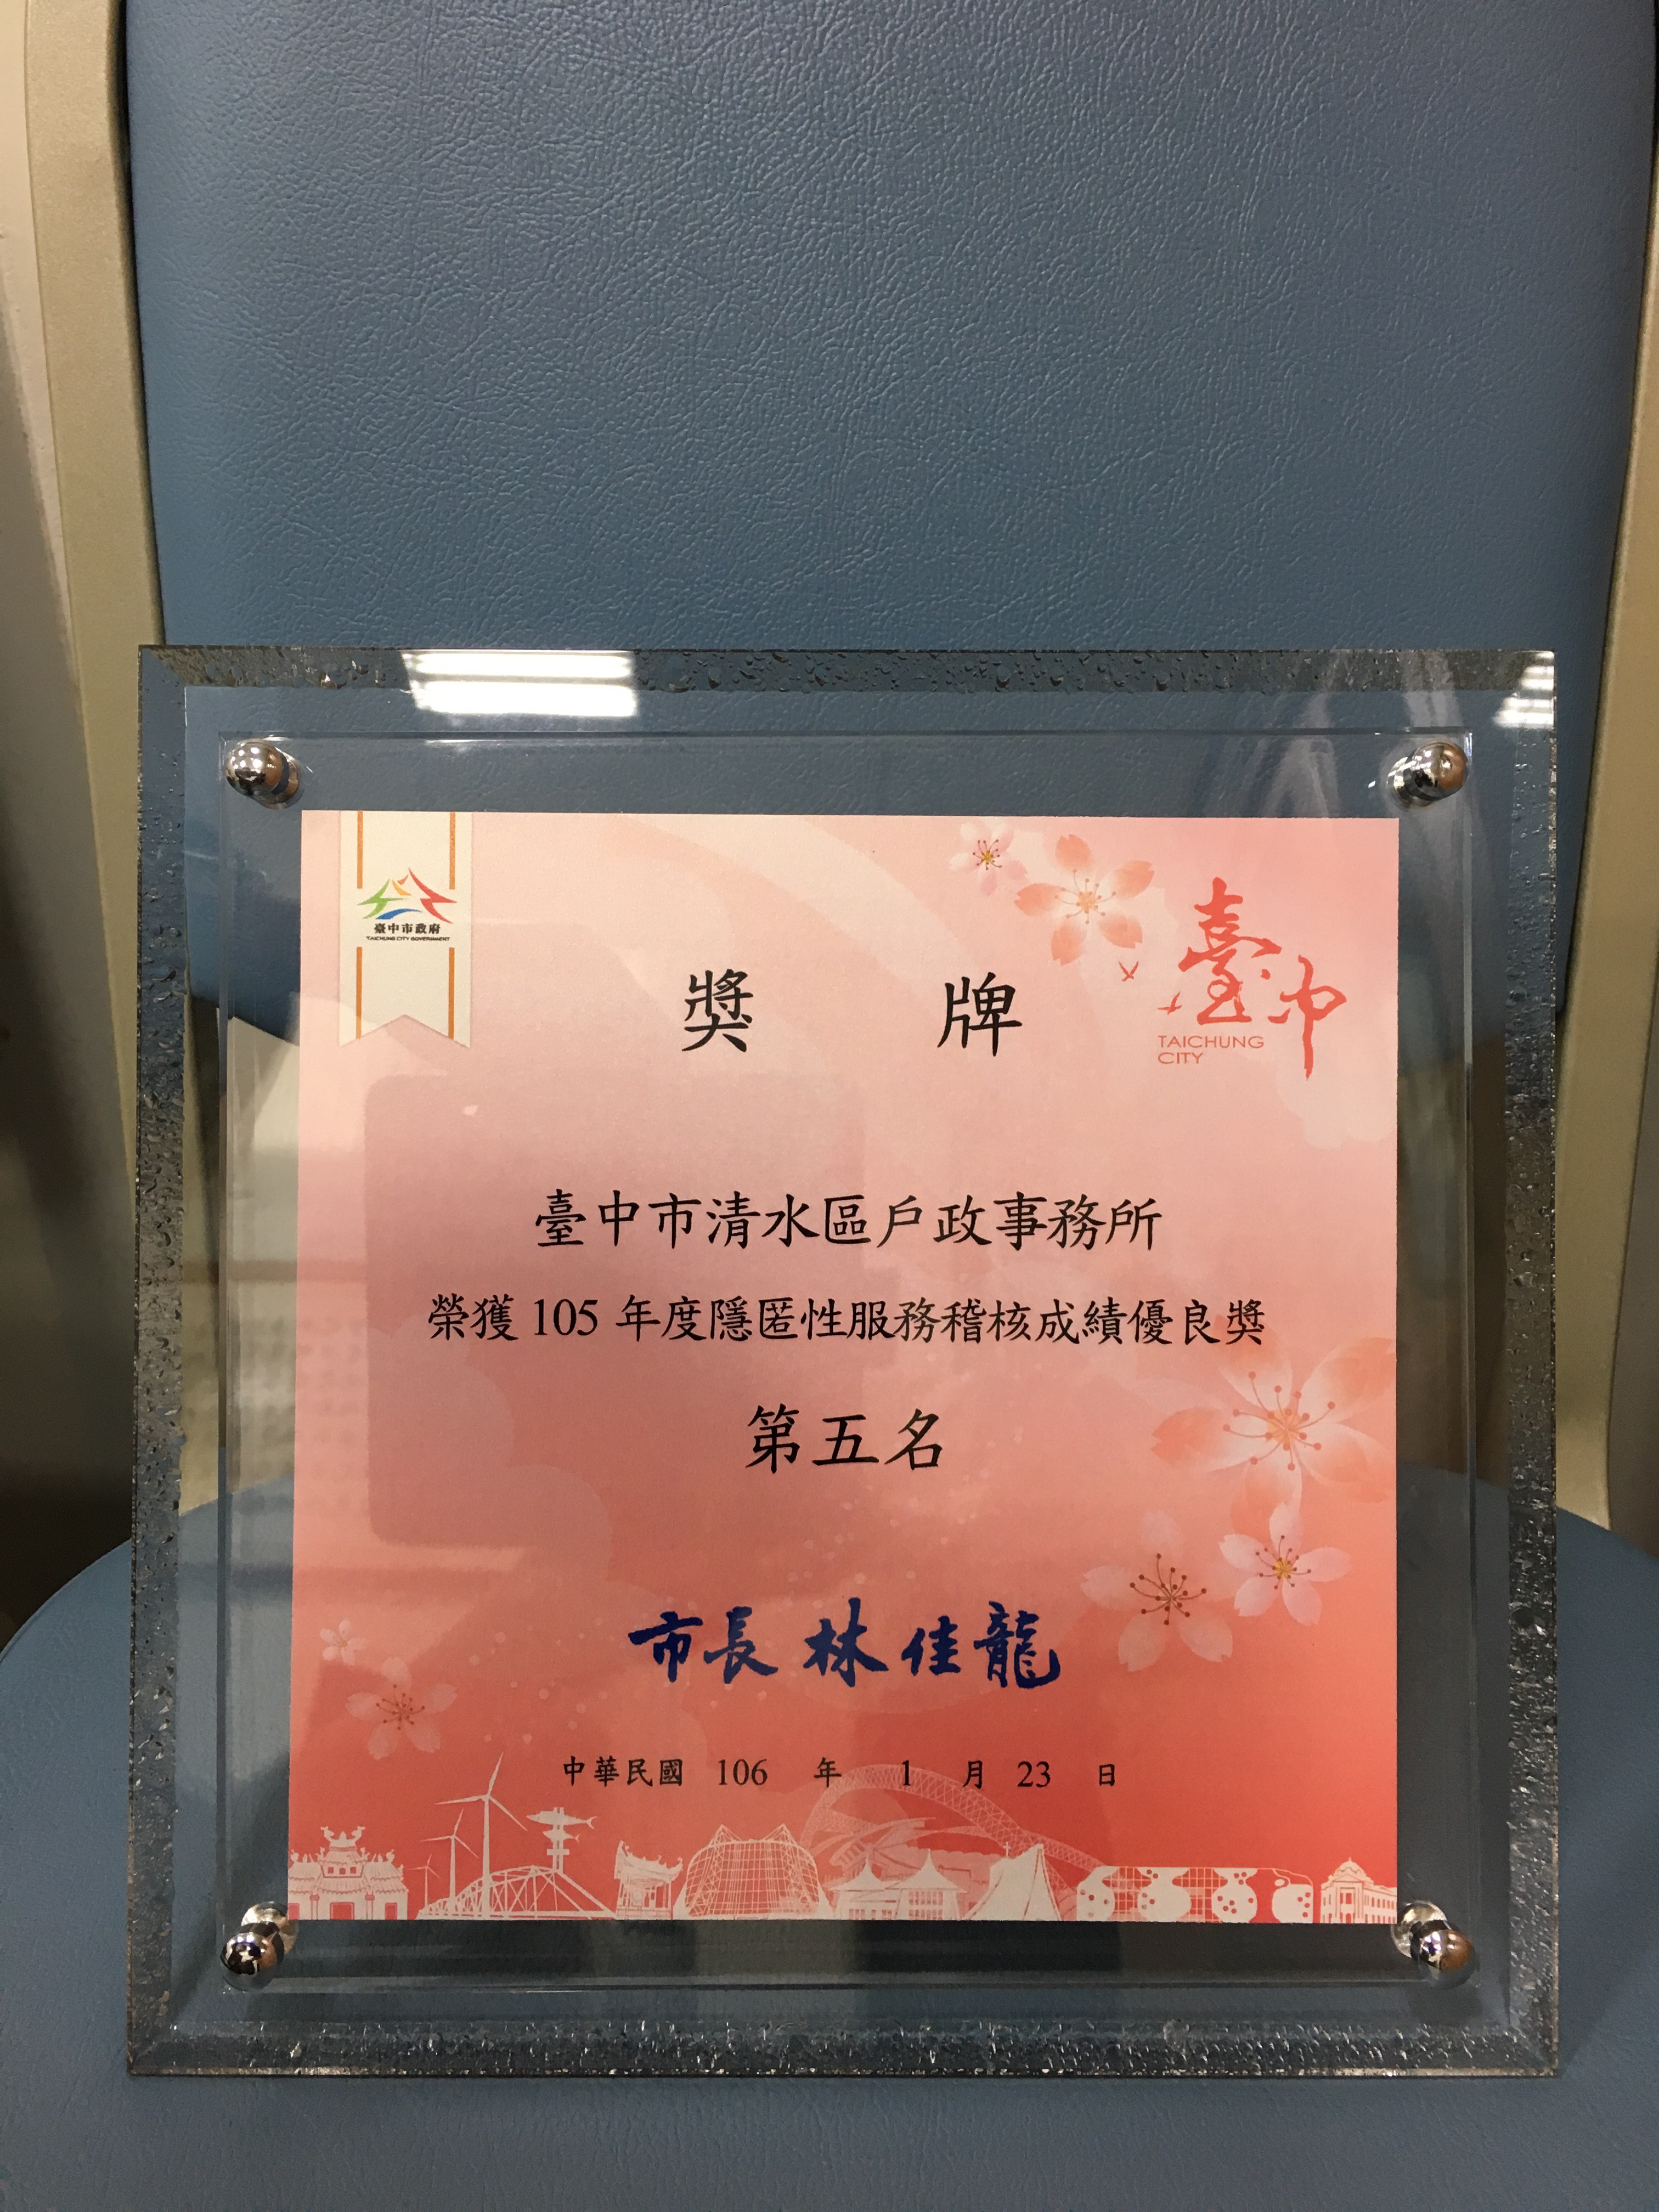 臺中市政府
TAICHUNG CITY GOVERNMENT
臺中
TAICHUNG
CITY
獎 牌
臺中市清水區戶政事務所
榮獲 105 年度隱匿性服務稽核成績優良獎
第五名
市長 林佳龍
中華民國 106 年 1 月 23 日